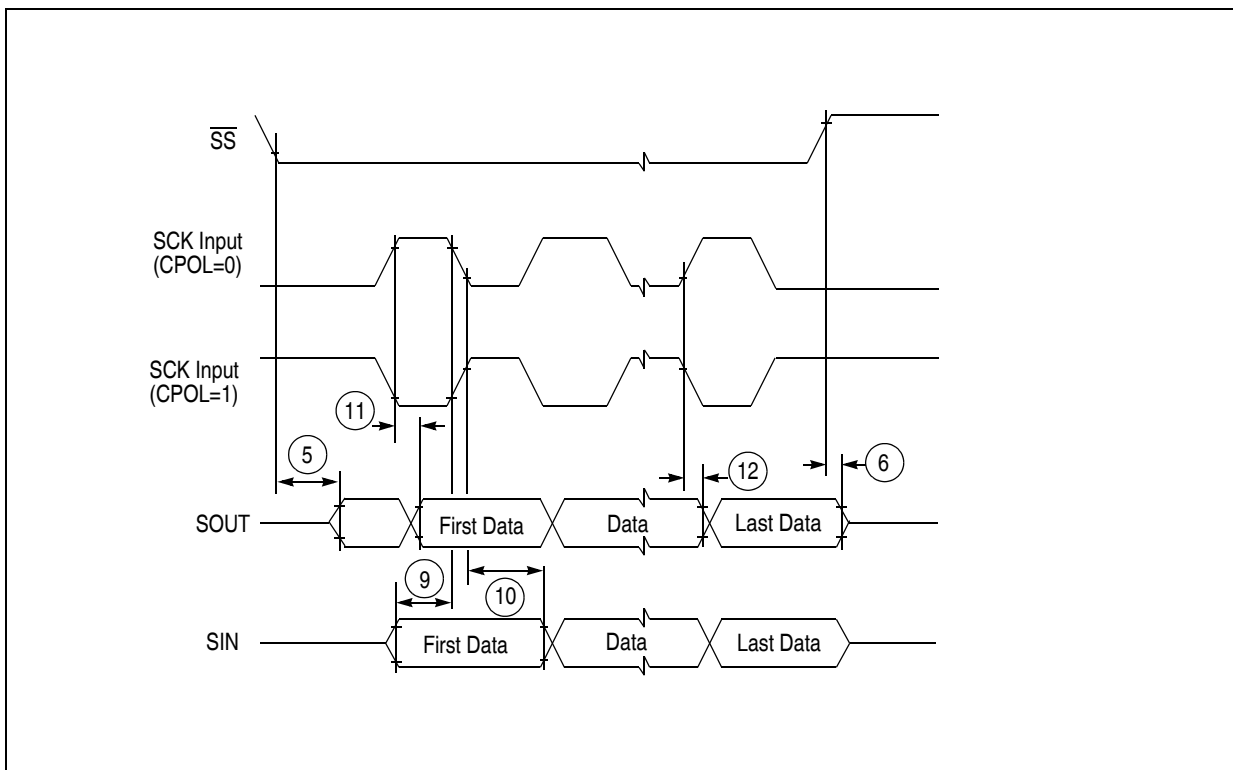 SS
SCK Input
(CPOL=0)
SCK Input
(CPOL=1)
11
5
12
6
SOUT
First Data
Data
Last Data
9
10
SIN
First Data
Data
Last Data